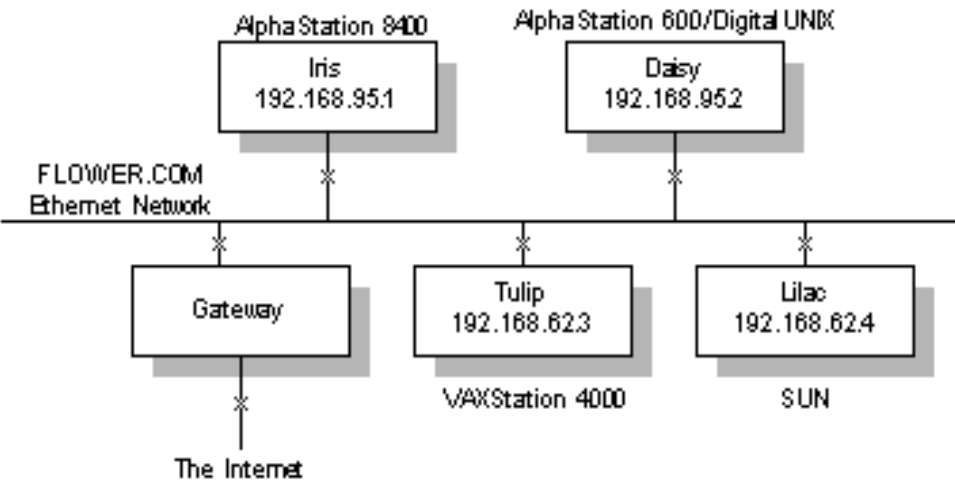 AlphaStation 8400
AlphaStation 600/Digital UNIX
Iris
192.168.95.1
Daisy
192.168.95.2
FLOWER.COM
Ethernet Network
Gateway
Tulip
192.168.62.3
Lilac
192.168.62.4
VAXStation 4000
SUN
The Internet